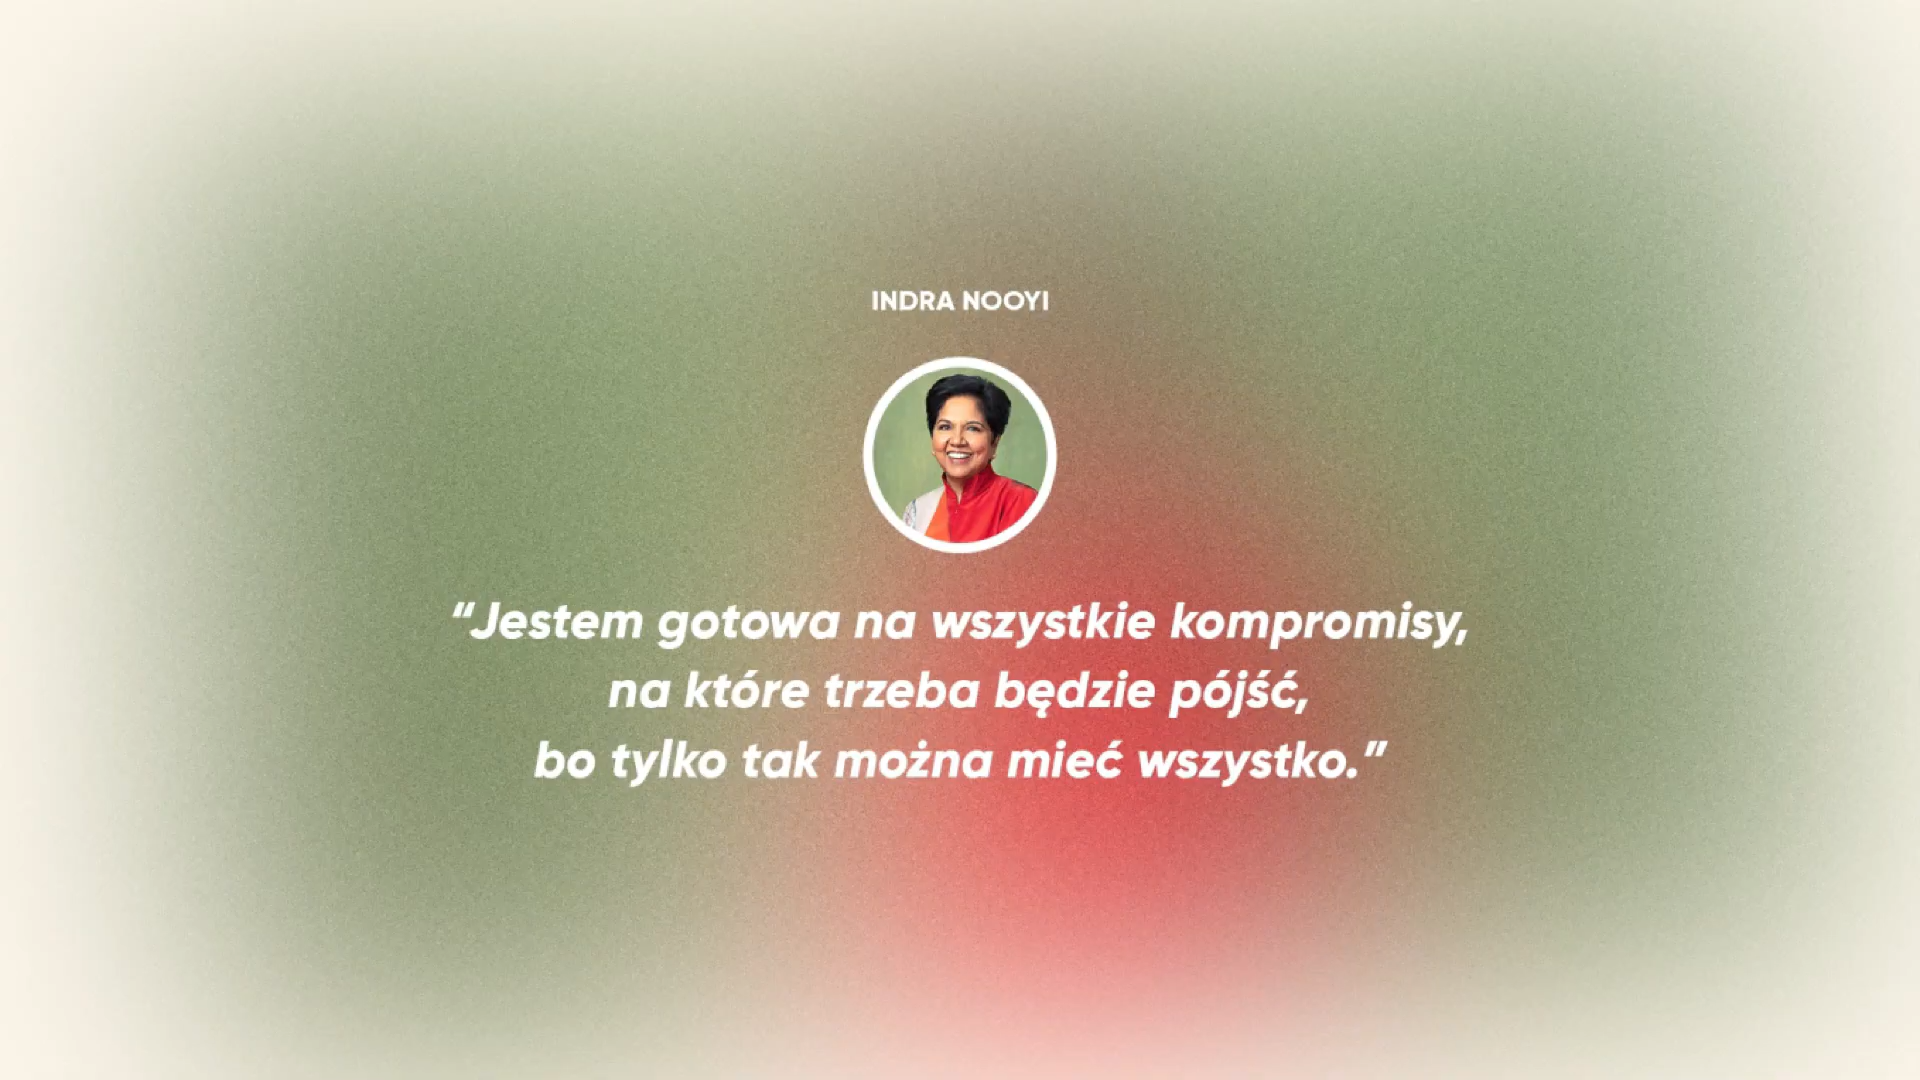 INDRA NOOYI
“Jestem gotowa na wszystkie kompromisy,
na które trzeba będzie pójść,
bo tylko tak można mieć wszystko.”